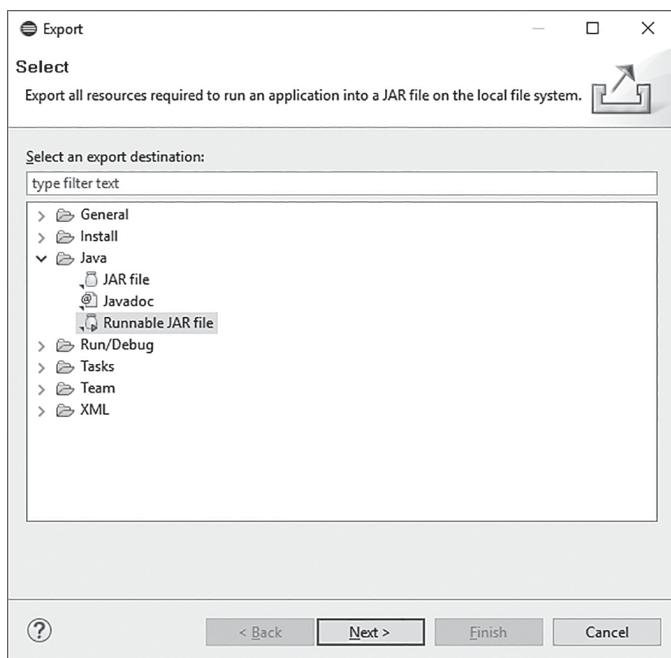 Export
Select
Export all resources required to run an application into a JAR file on the local file system.
Select an export destination:
type filter text
General
Install
Java
JAR file
Javadoc
Runnable JAR file
Run/Debug
Tasks
Team
XML
? < Back Next > Finish Cancel